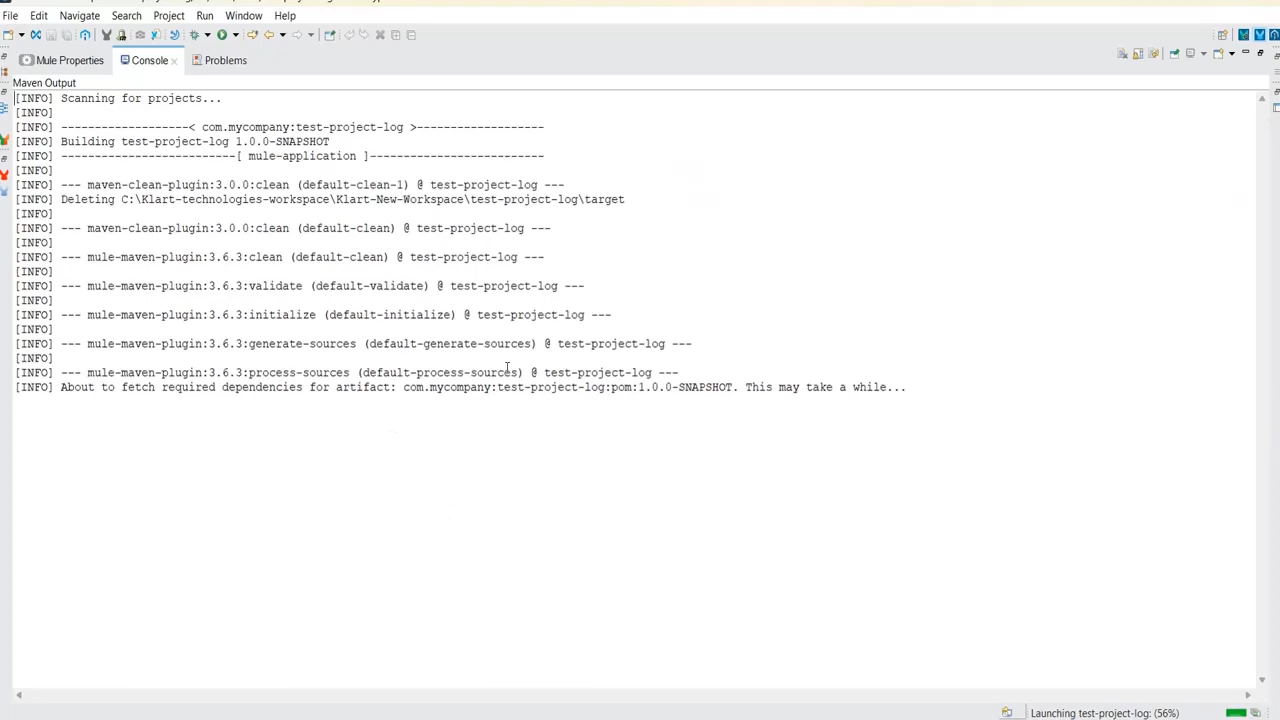 File Edit Navigate Search Project Run Window Help
Mule Properties Console Problems
Maven Output
[INFO] Scanning for projects...
[INFO]
[INFO] -------------------< com.mycompany:test-project-log >-------------------
[INFO] Building test-project-log 1.0.0-SNAPSHOT
[INFO] --------------------------[ mule-application ]--------------------------
[INFO]
[INFO] --- maven-clean-plugin:3.0.0:clean (default-clean-1) @ test-project-log ---
[INFO] Deleting C:\Klart-technologies-workspace\Klart-New-Workspace\test-project-log\target
[INFO]
[INFO] --- maven-clean-plugin:3.0.0:clean (default-clean) @ test-project-log ---
[INFO]
[INFO] --- mule-maven-plugin:3.6.3:clean (default-clean) @ test-project-log ---
[INFO]
[INFO] --- mule-maven-plugin:3.6.3:validate (default-validate) @ test-project-log ---
[INFO]
[INFO] --- mule-maven-plugin:3.6.3:initialize (default-initialize) @ test-project-log ---
[INFO]
[INFO] --- mule-maven-plugin:3.6.3:generate-sources (default-generate-sources) @ test-project-log ---
[INFO]
[INFO] --- mule-maven-plugin:3.6.3:process-sources (default-process-sources) @ test-project-log ---
[INFO] About to fetch required dependencies for artifact: com.mycompany:test-project-log:pom:1.0.0-SNAPSHOT. This may take a while...
Launching test-project-log: (56%)